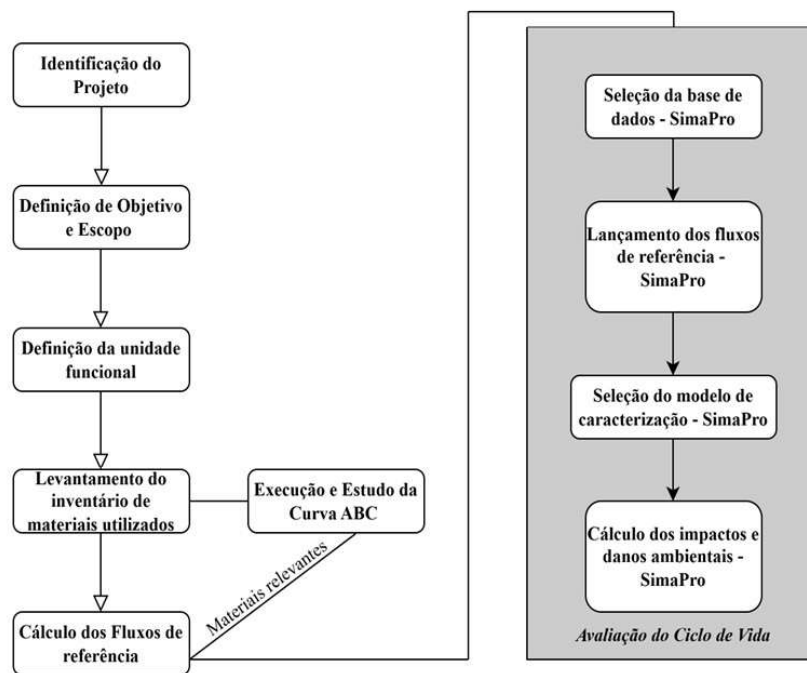 Identificação do
Projeto
Definição de Objetivo
e Escopo
Definição da unidade
funcional
Levantamento do
inventário de
materiais utilizados
Execução e Estudo da
Curva ABC
Materiais relevantes
Cálculo dos Fluxos de
referência
Seleção da base de
dados - SimaPro
Lançamento dos fluxos
de referência -
SimaPro
Seleção do modelo de
caracterização - SimaPro
Cálculo dos impactos e
danos ambientais -
SimaPro
Avaliação do Ciclo de Vida